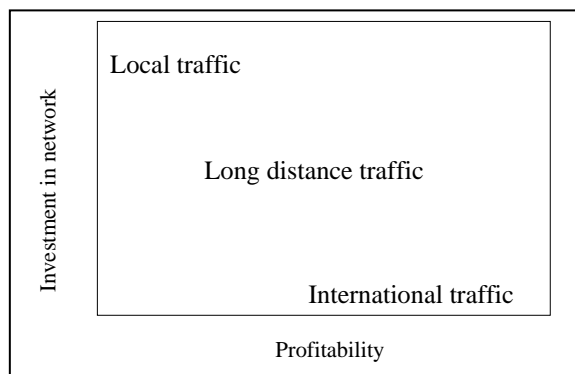 Local traffic
Investment in network
Long distance traffic
International traffic
Profitability